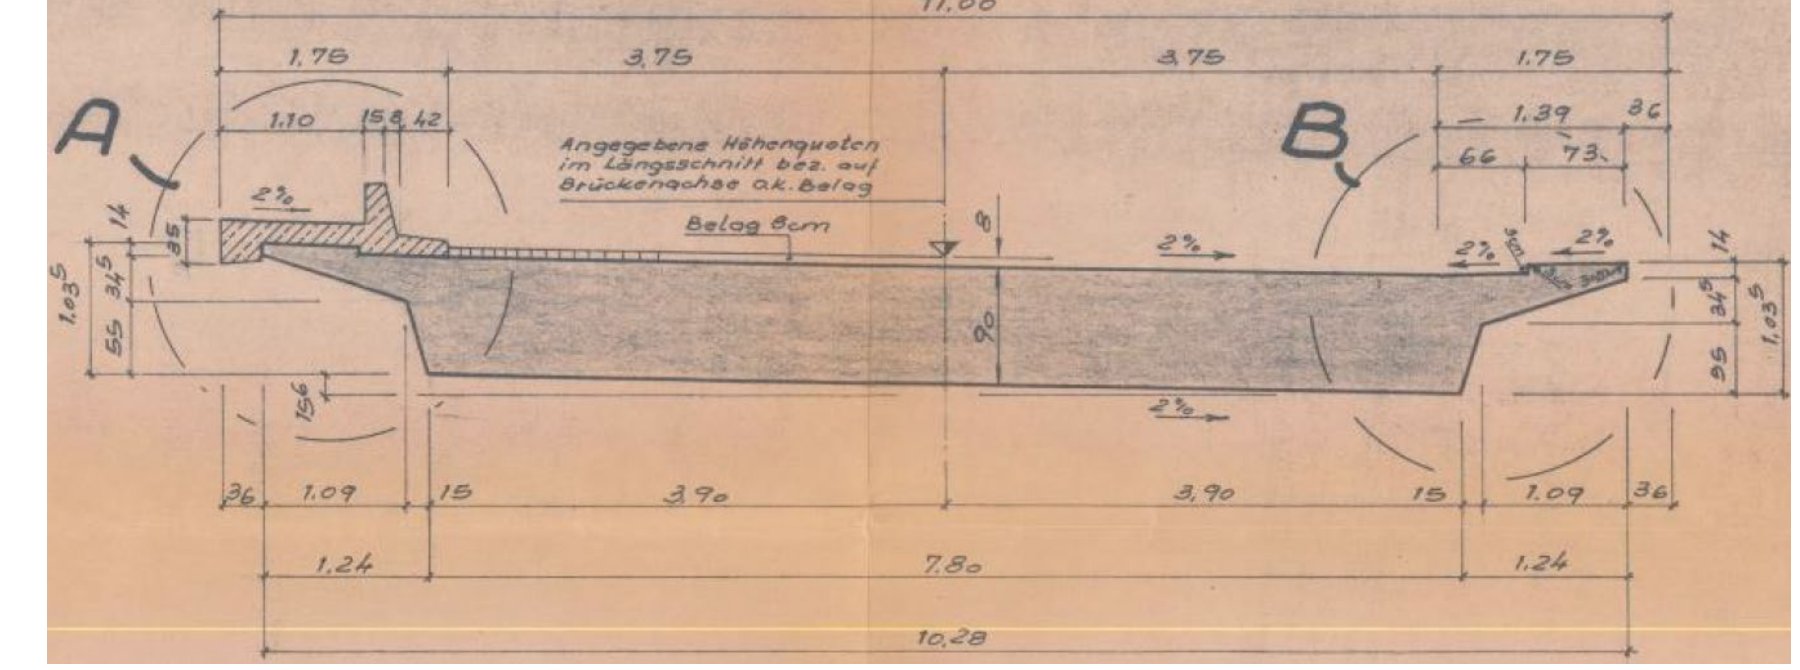 11,00
1,75 3,75 3,75 1.75
1.10 15 8 42 1.39 36
66 73
A
B
Angegebene Höhenquoten
im Längsschnitt bez. auf
Brückenachse o.k. Belag
Belag 8cm
2% 2% 2% 2%
14 35 8 14
1.03⁵ 34⁵ 90 34⁵ 1,03⁵
55 55
15⁶ 2%
36 1.09 15 3,90 3,90 15 1.09 36
1.24 7.80 1.24
10,28